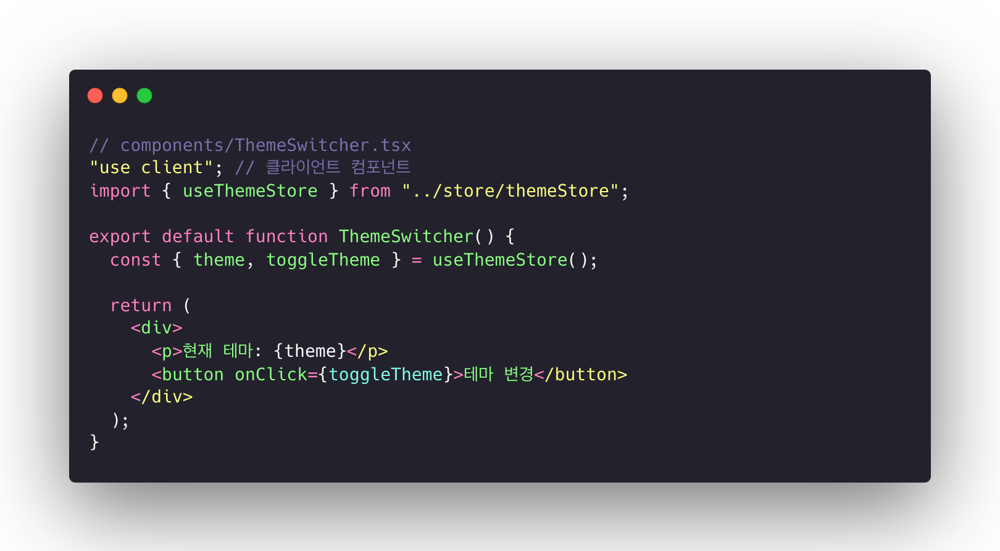 // components/ThemeSwitcher.tsx
"use client"; // 클라이언트 컴포넌트
import { useThemeStore } from "../store/themeStore";

export default function ThemeSwitcher() {
  const { theme, toggleTheme } = useThemeStore();

  return (
    <div>
      <p>현재 테마: {theme}</p>
      <button onClick={toggleTheme}>테마 변경</button>
    </div>
  );
}